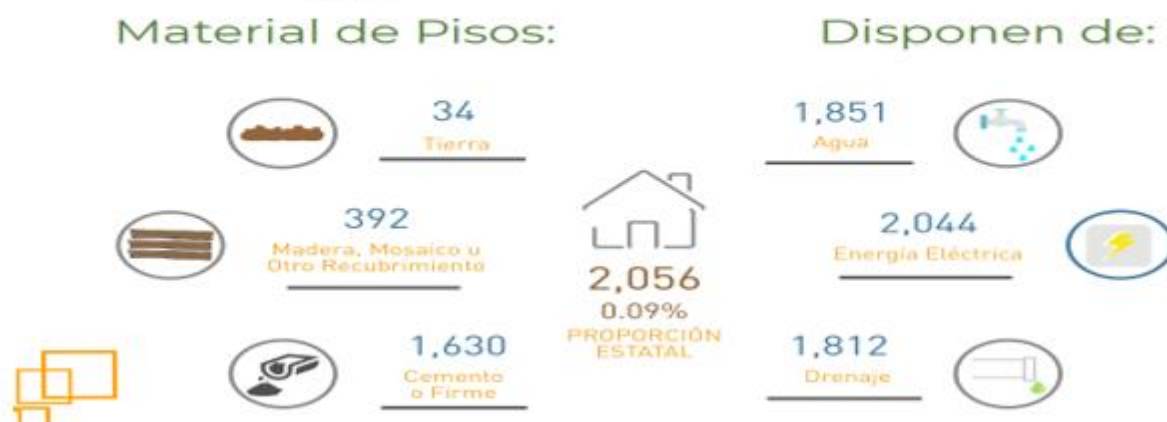 Material de Pisos:
34
Tierra
392
Madera, Mosaico u
Otro Recubrimiento
1,630
Cemento
o Firme
2,056
0.09%
PROPORCIÓN
ESTATAL
Disponen de:
1,851
Agua
2,044
Energía Eléctrica
1,812
Drenaje